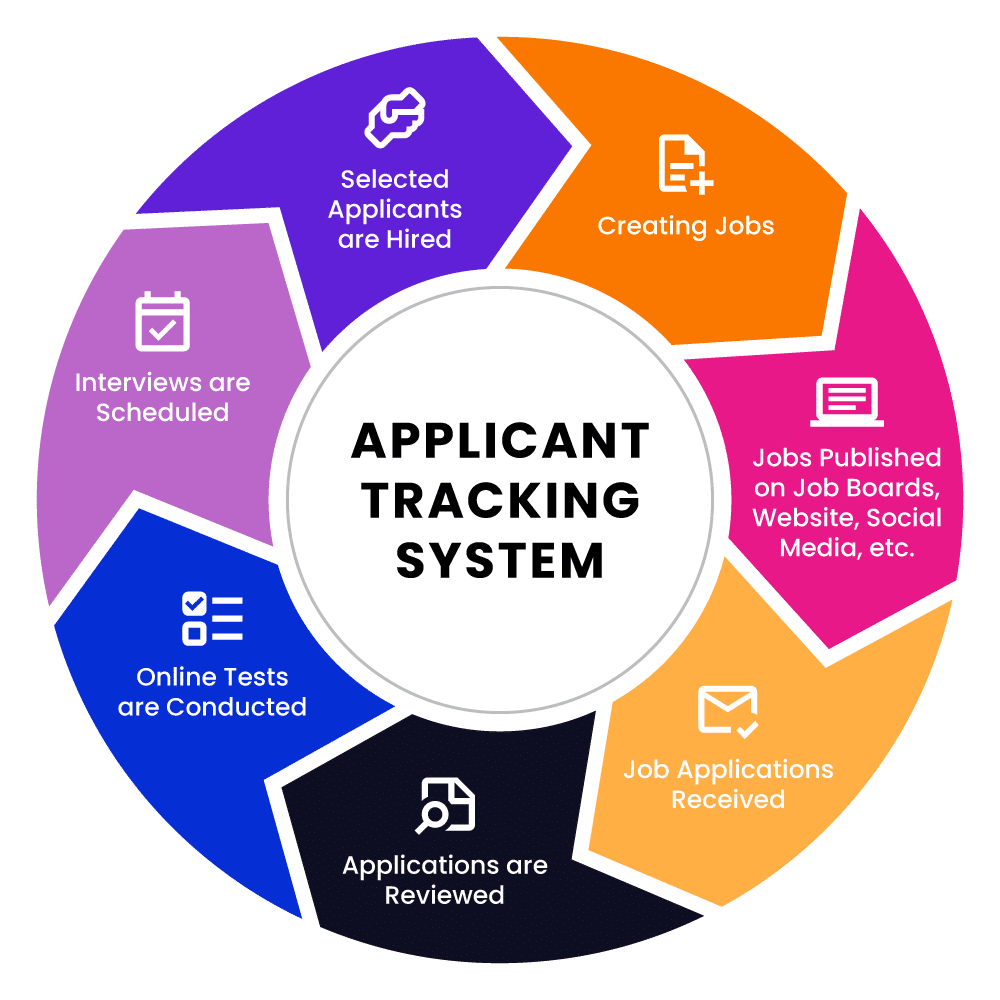 APPLICANT
TRACKING
SYSTEM
Creating Jobs
Jobs Published
on Job Boards,
Website, Social
Media, etc.
Job Applications
Received
Applications are
Reviewed
Online Tests
are Conducted
Interviews are
Scheduled
Selected
Applicants
are Hired